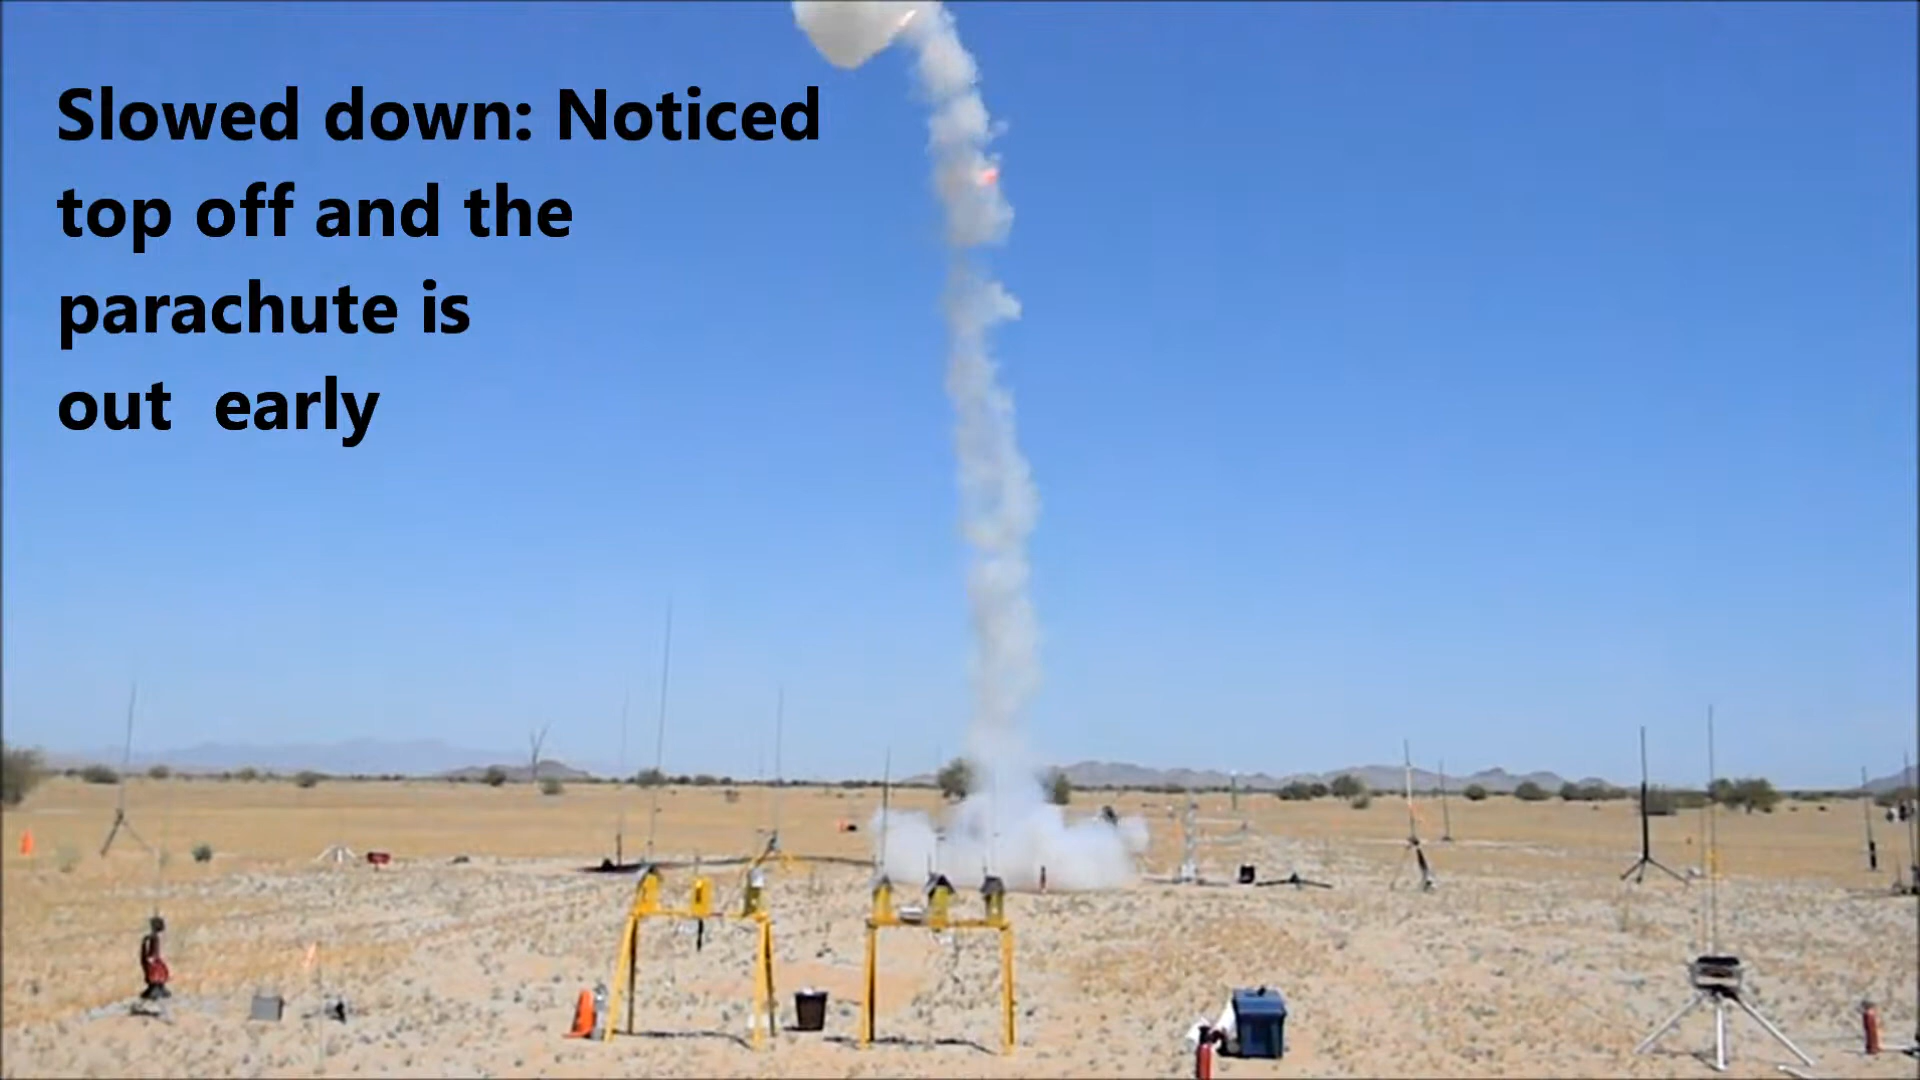 Slowed down: Noticed
top off and the
parachute is
out  early